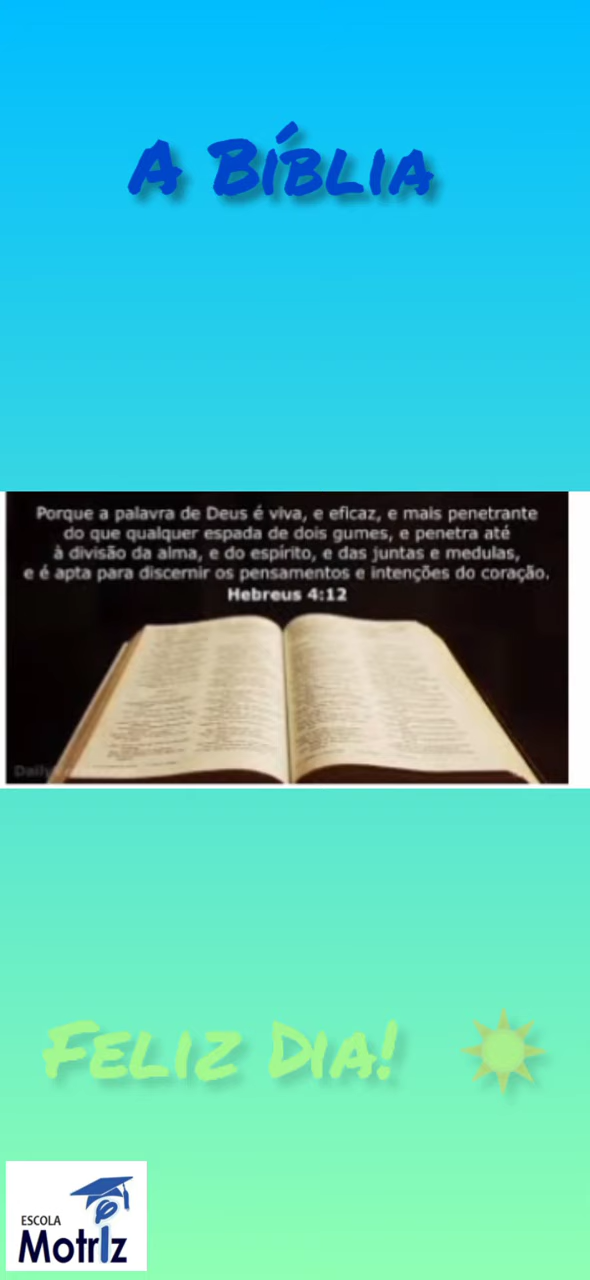 A Bíblia
Porque a palavra de Deus é viva, e eficaz, e mais penetrante
do que qualquer espada de dois gumes, e penetra até
à divisão da alma, e do espírito, e das juntas e medulas,
e é apta para discernir os pensamentos e intenções do coração.
Hebreus 4:12
Feliz Dia!
ESCOLA
Motriz